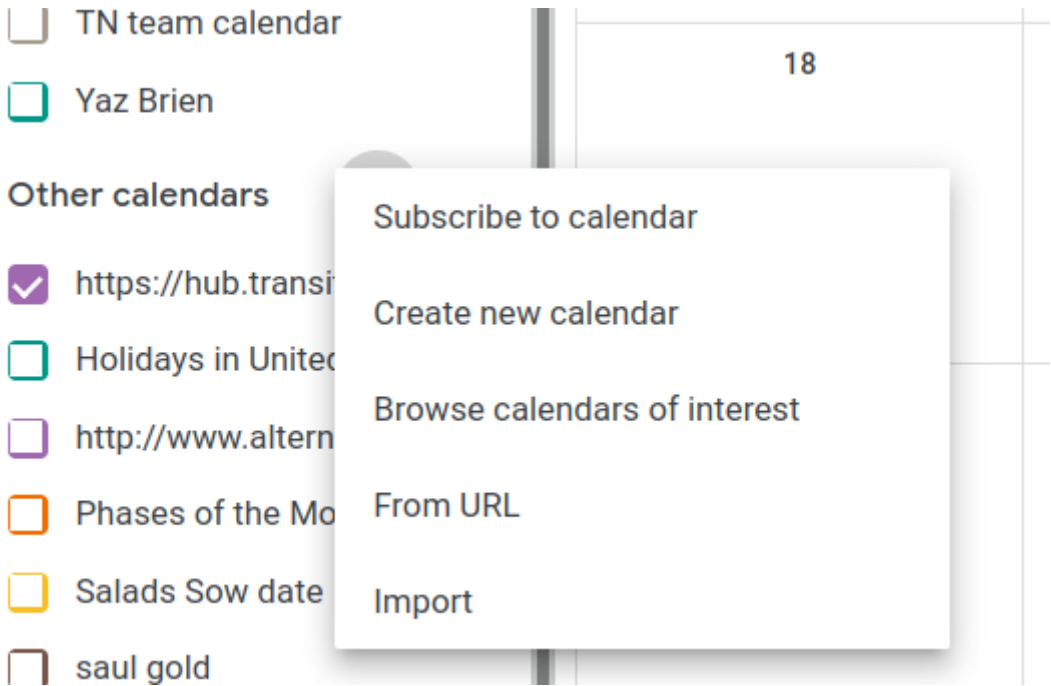 TN team calendar
Yaz Brien
Other calendars
https://hub.transi
Holidays in United
http://www.altern
Phases of the Mo
Salads Sow date
saul gold
18
Subscribe to calendar
Create new calendar
Browse calendars of interest
From URL
Import